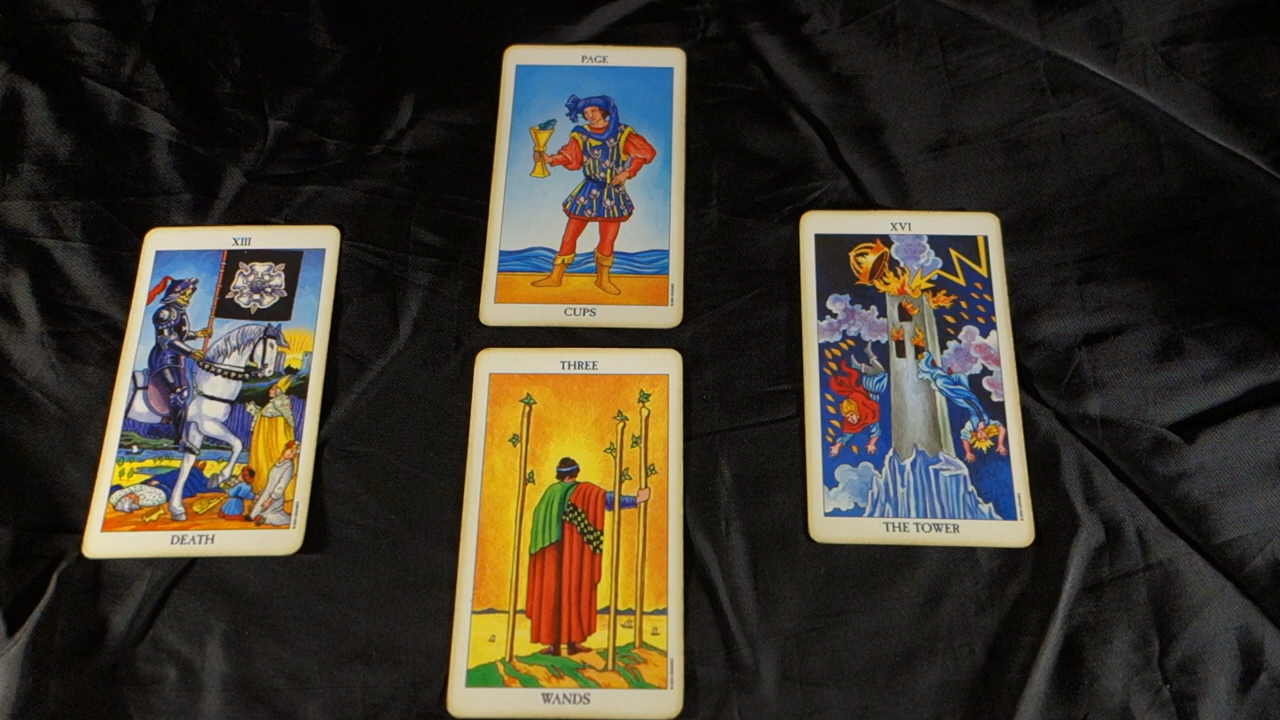 PAGE
CUPS
XIII
DEATH
THREE
WANDS
XVI
THE TOWER